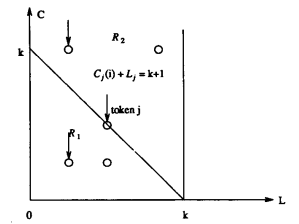 C
R₂
k
Cⱼ(i) + Lⱼ = k+1
token j
R₁
0
k
L